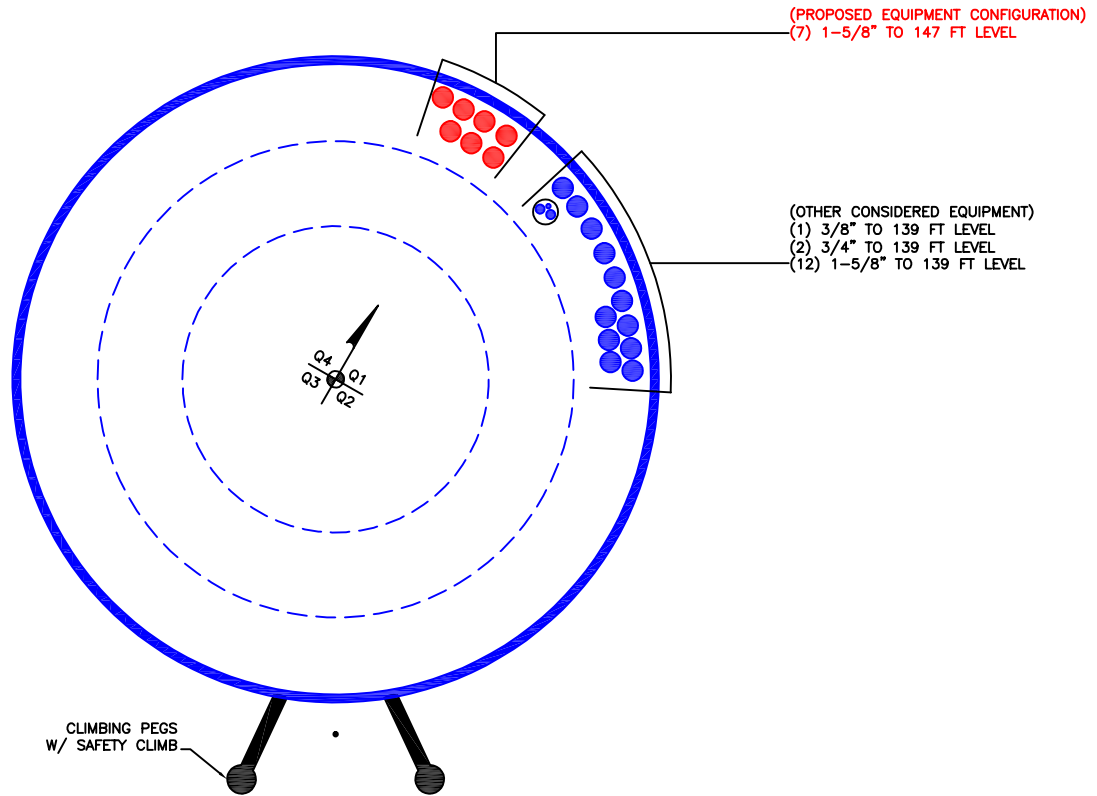 (PROPOSED EQUIPMENT CONFIGURATION)
(7) 1-5/8" TO 147 FT LEVEL
(OTHER CONSIDERED EQUIPMENT)
(1) 3/8" TO 139 FT LEVEL
(2) 3/4" TO 139 FT LEVEL
(12) 1-5/8" TO 139 FT LEVEL
Q4 Q1
Q3 Q2
CLIMBING PEGS
W/ SAFETY CLIMB